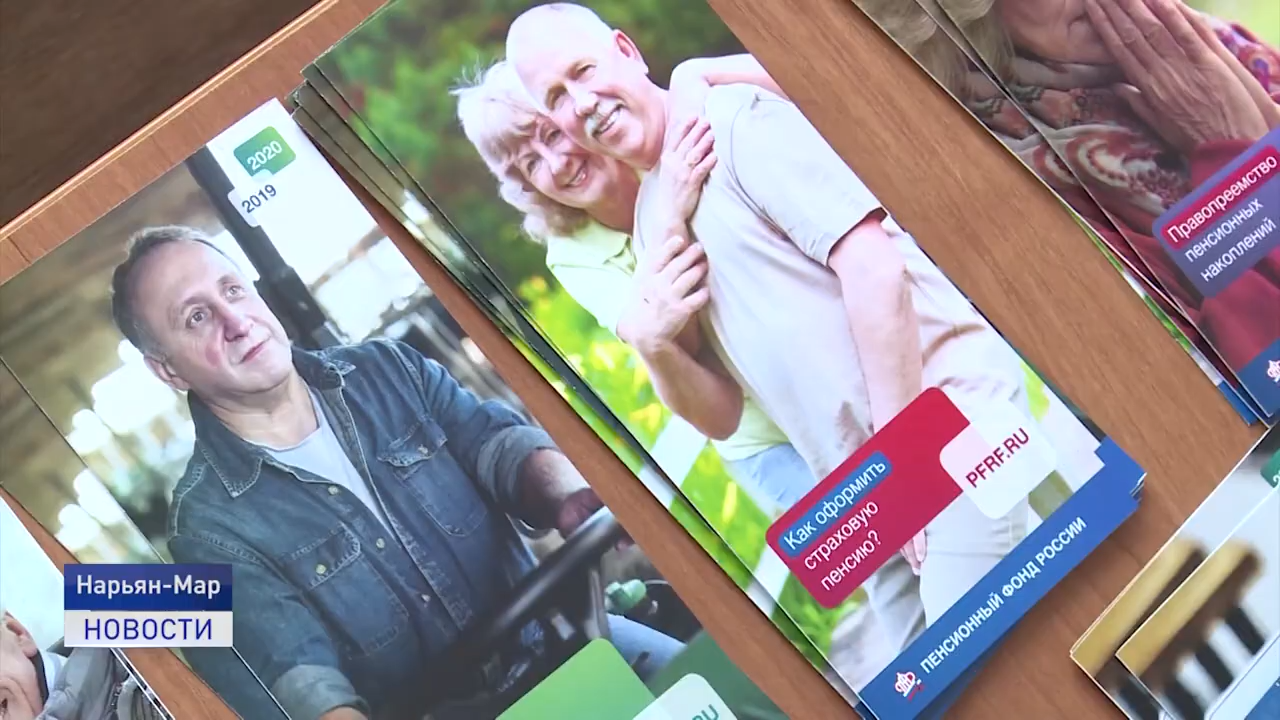 2020
2019
Как оформить
страховую
пенсию?
PFRF.RU
ПЕНСИОННЫЙ ФОНД РОССИИ
Правопреемство
пенсионных
накоплений
Нарьян-Мар
НОВОСТИ